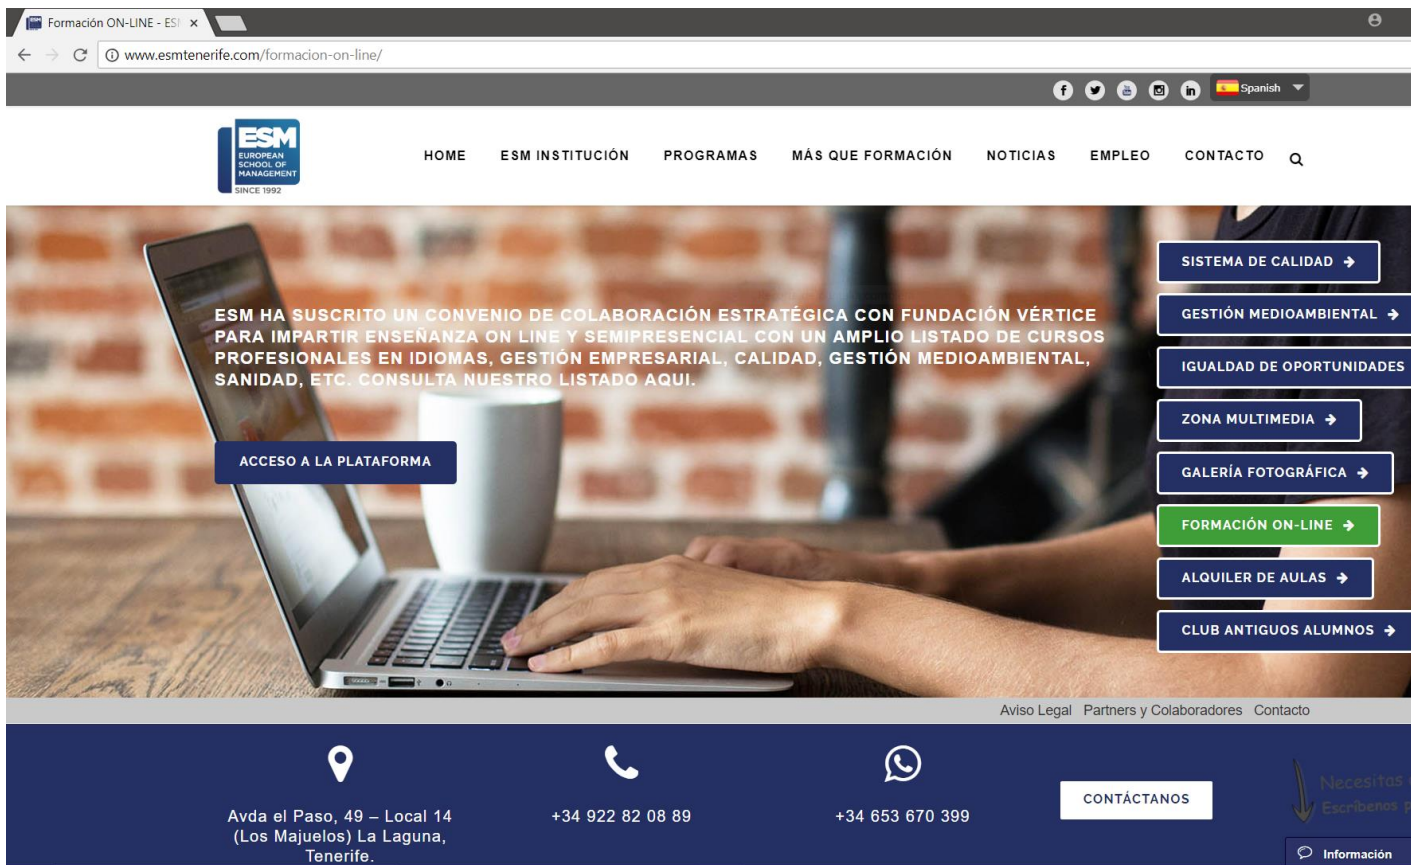 Formación ON-LINE - ES
www.esmtenerife.com/formacion-on-line/
Spanish
ESM
EUROPEAN
SCHOOL OF
MANAGEMENT
SINCE 1992
HOME ESM INSTITUCIÓN PROGRAMAS MÁS QUE FORMACIÓN NOTICIAS EMPLEO CONTACTO
ESM HA SUSCRITO UN CONVENIO DE COLABORACIÓN ESTRATÉGICA CON FUNDACIÓN VÉRTICE
PARA IMPARTIR ENSEÑANZA ON LINE Y SEMIPRESENCIAL CON UN AMPLIO LISTADO DE CURSOS
PROFESIONALES EN IDIOMAS, GESTIÓN EMPRESARIAL, CALIDAD, GESTIÓN MEDIOAMBIENTAL,
SANIDAD, ETC. CONSULTA NUESTRO LISTADO AQUI.
ACCESO A LA PLATAFORMA
SISTEMA DE CALIDAD
GESTIÓN MEDIOAMBIENTAL
IGUALDAD DE OPORTUNIDADES
ZONA MULTIMEDIA
GALERÍA FOTOGRÁFICA
FORMACIÓN ON-LINE
ALQUILER DE AULAS
CLUB ANTIGUOS ALUMNOS
Aviso Legal Partners y Colaboradores Contacto
Avda el Paso, 49 – Local 14
(Los Majuelos) La Laguna,
Tenerife.
+34 922 82 08 89
+34 653 670 399
CONTÁCTANOS
Necesitas
Escríbenos
Información